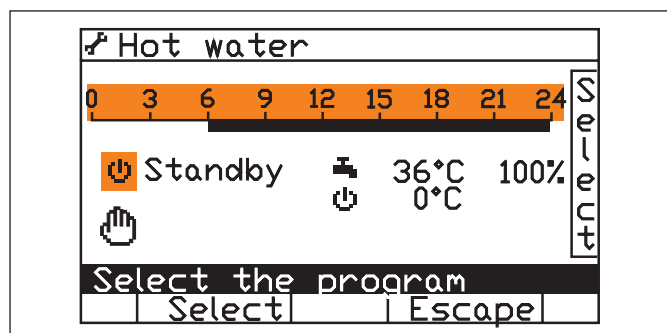 Hot water
0 3 6 9 12 15 18 21 24
Standby 36°C 100%
0°C
Select
Select the program
Select Escape